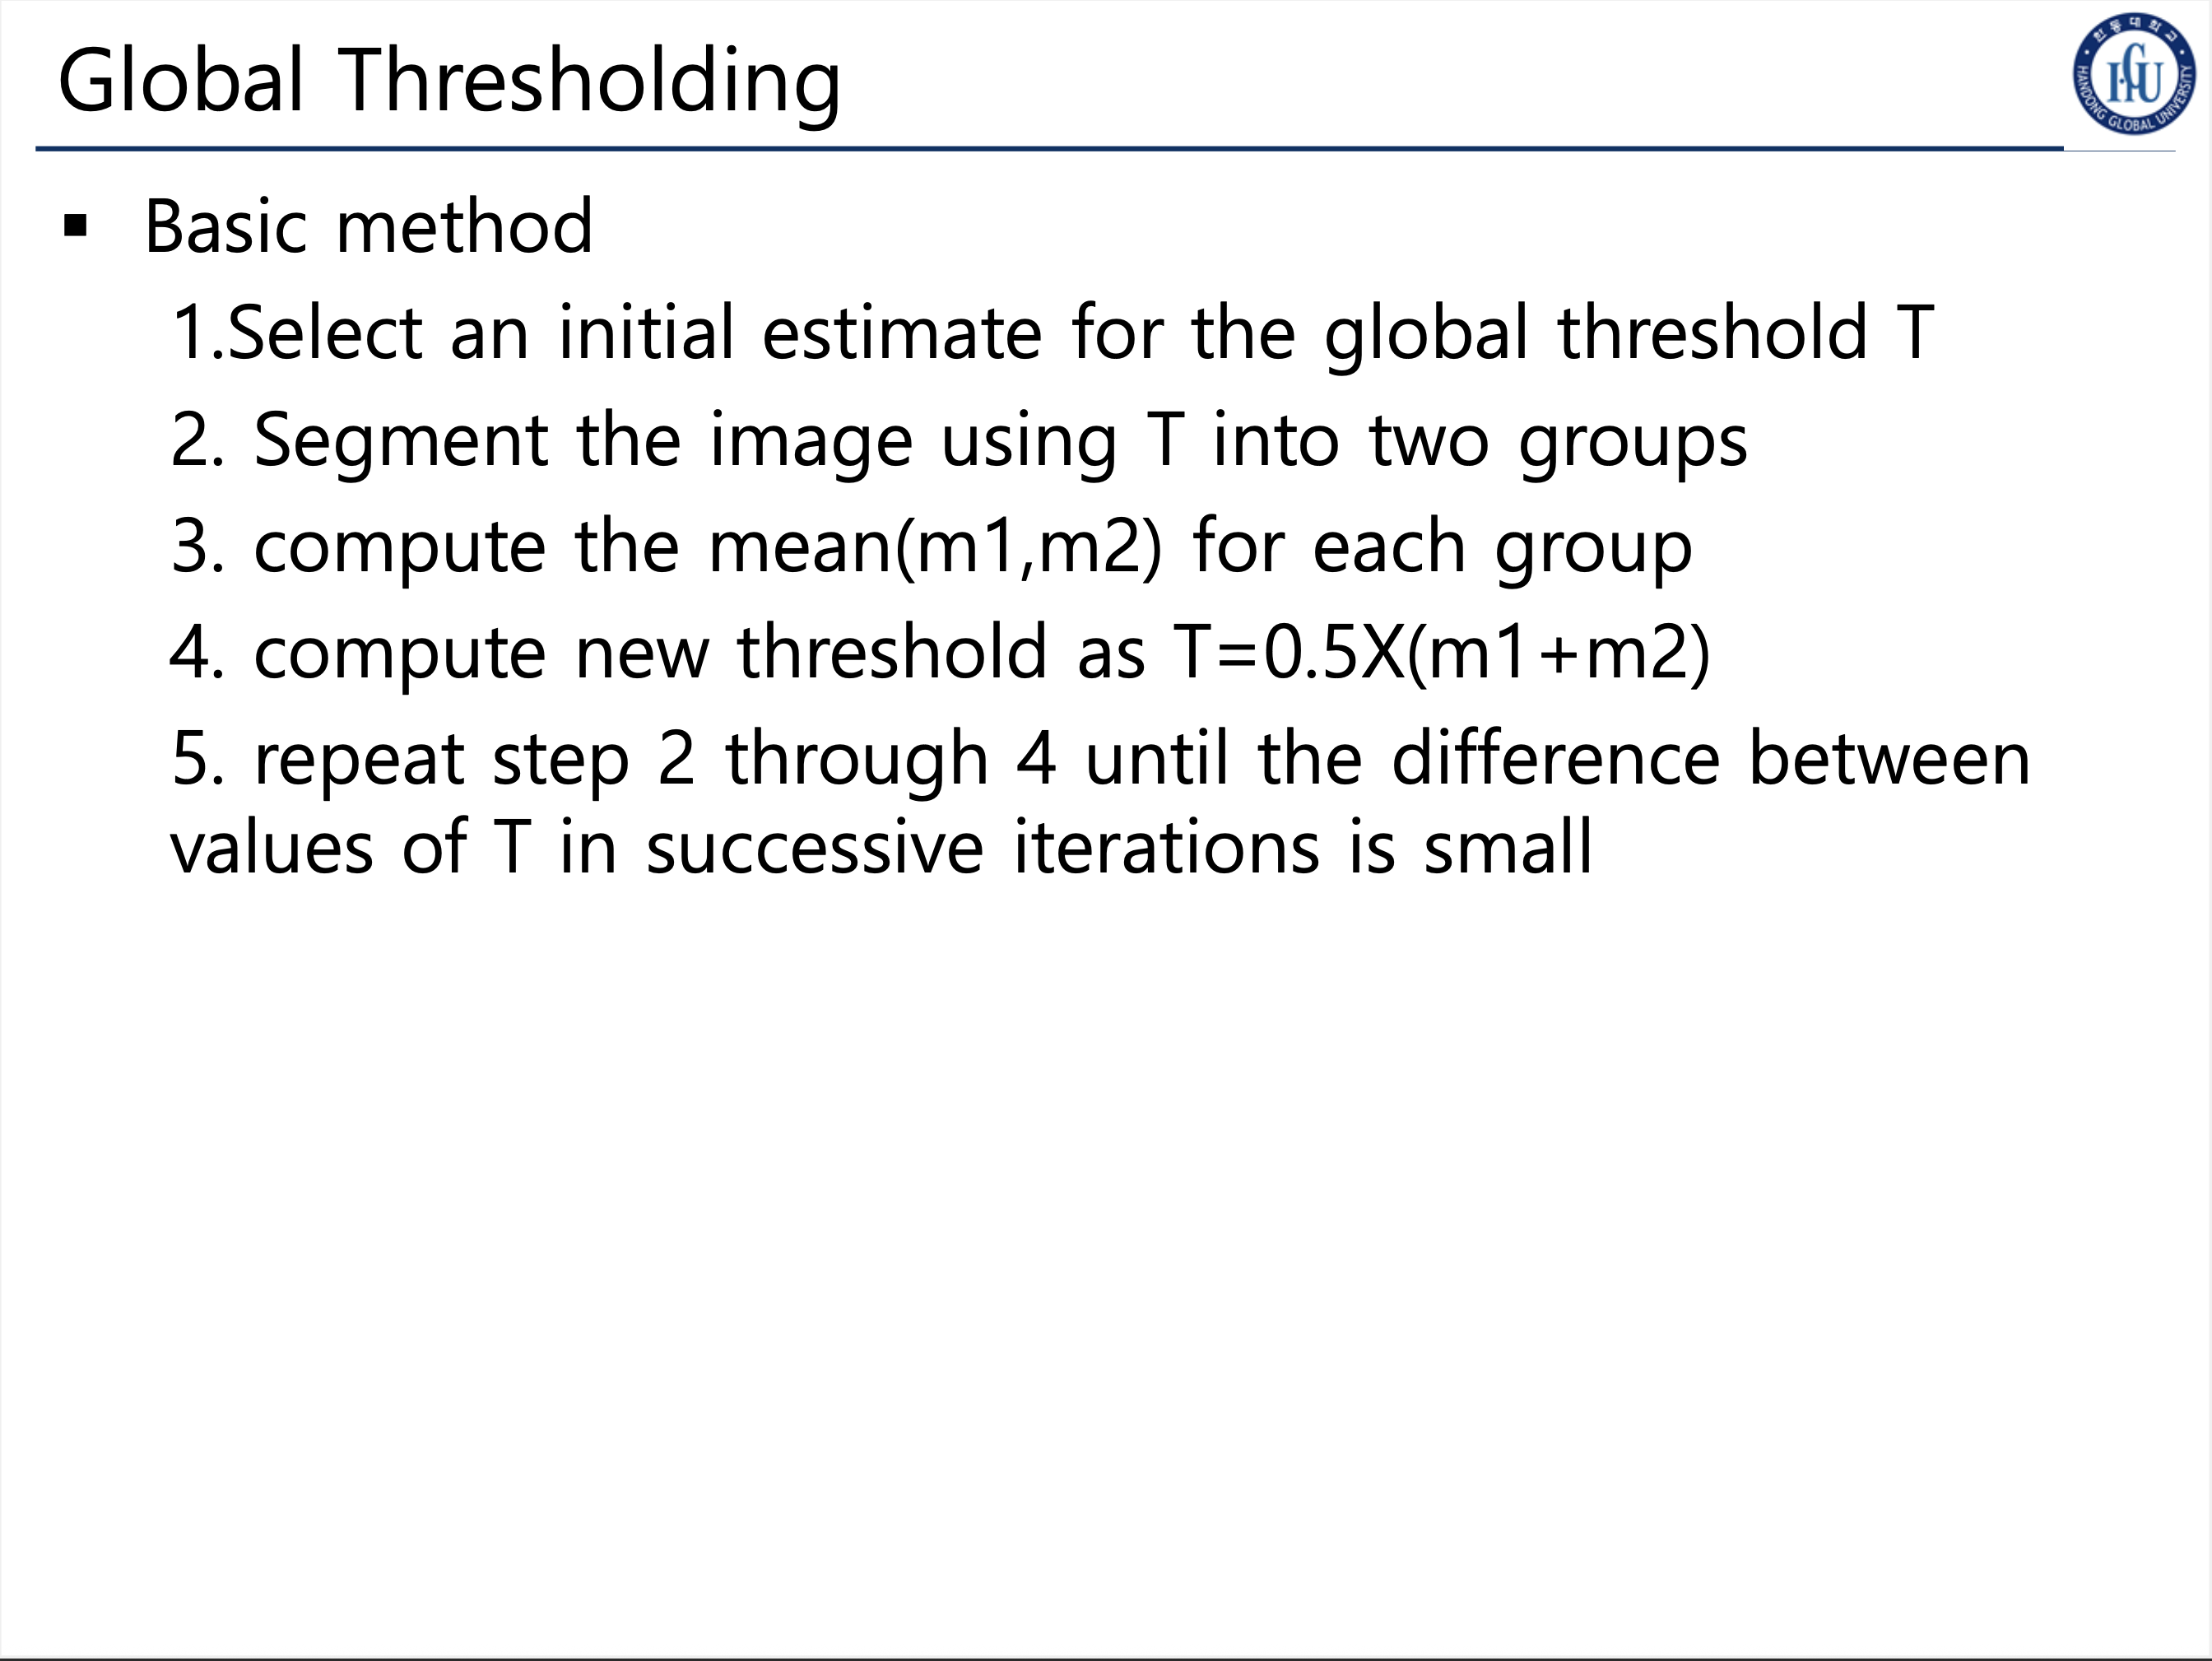 Global Thresholding
한동대학교
HGU
HANDONG GLOBAL UNIVERSITY
▪ Basic method
1.Select an initial estimate for the global threshold T
2. Segment the image using T into two groups
3. compute the mean(m1,m2) for each group
4. compute new threshold as T=0.5X(m1+m2)
5. repeat step 2 through 4 until the difference between
values of T in successive iterations is small